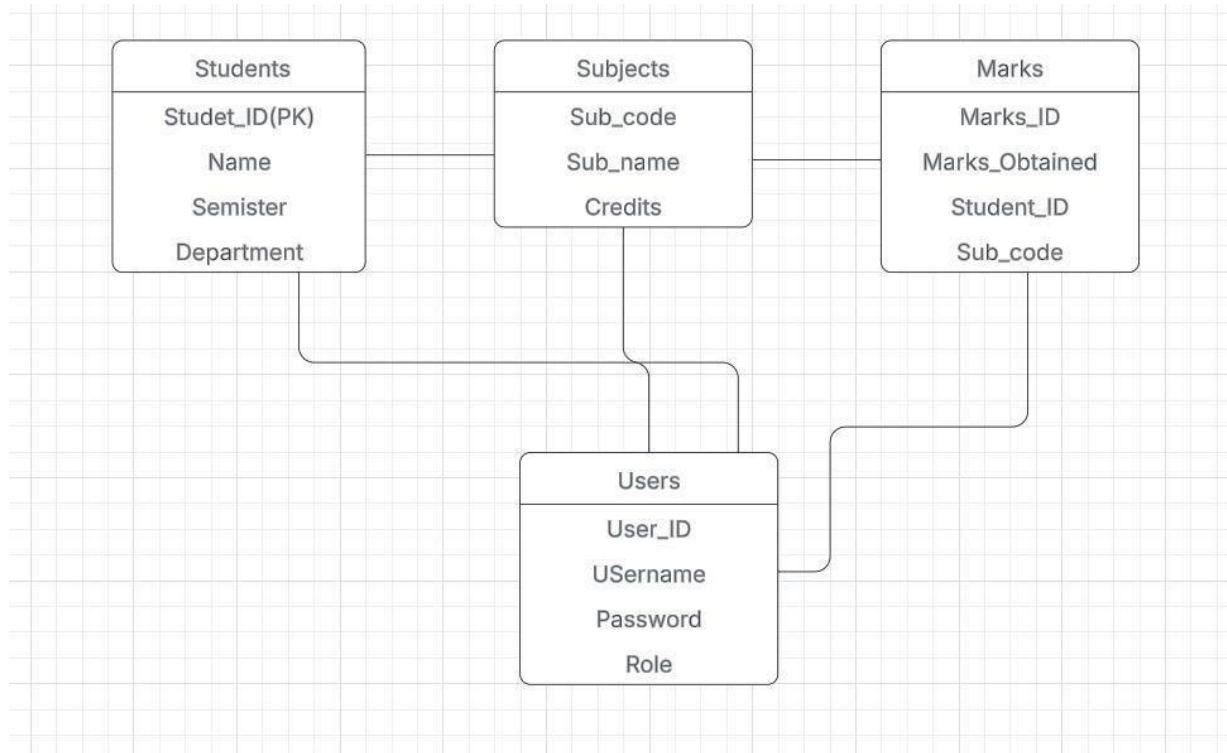 Students
Studet_ID(PK)
Name
Semister
Department
Subjects
Sub_code
Sub_name
Credits
Marks
Marks_ID
Marks_Obtained
Student_ID
Sub_code
Users
User_ID
USername
Password
Role